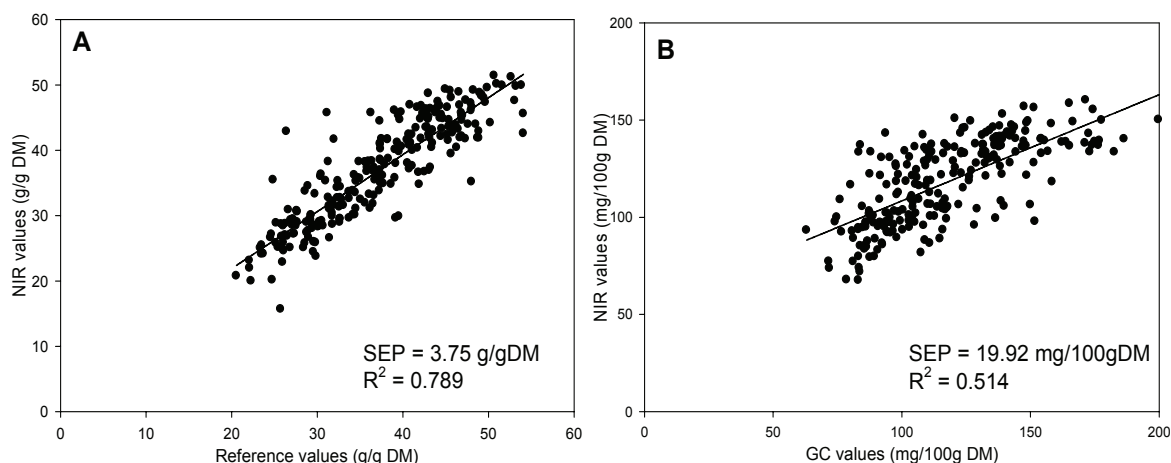 A
60
50
40
30
20
10
0
NIR values (g/g DM)
SEP = 3.75 g/gDM
R² = 0.789
0 10 20 30 40 50 60
Reference values (g/g DM)
B
200
150
100
50
0
NIR values (mg/100g DM)
SEP = 19.92 mg/100gDM
R² = 0.514
0 50 100 150 200
GC values (mg/100g DM)